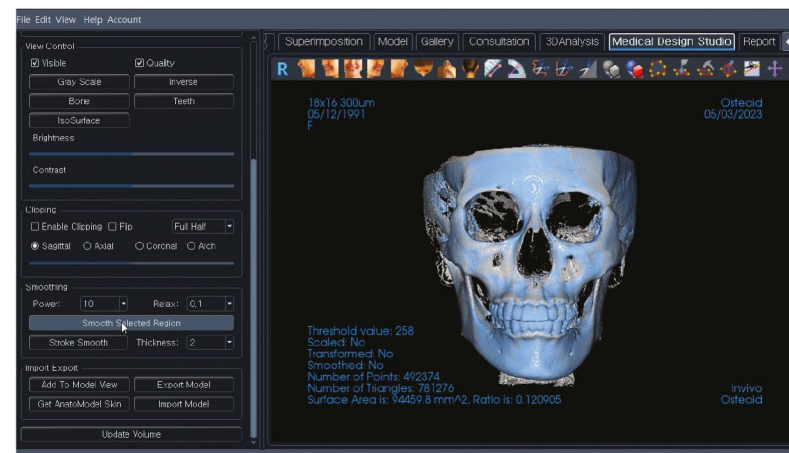 File Edit View Help Account
Superimposition Model Gallery Consultation 3DAnalysis Medical Design Studio Report
View Control
Visible Quality
Gray Scale Inverse
Bone Teeth
IsoSurface
Brightness
Contrast
Clipping
Enable Clipping Flip Full Half
Sagittal Axial Coronal Arch
Smoothing
Power: 10 Relax: 0.1
Smooth Selected Region
Stroke Smooth Thickness: 2
Import Export
Add To Model View Export Model
Get AnatoModel Skin Import Model
Update Volume
R
18x16 300um
05/12/1991
F
Osteoid
05/03/2023
Threshold value: 258
Scaled: No
Transformed: No
Smoothed: No
Number of Points: 492374
Number of Triangles: 781276
Surface Area is: 94459.8 mm^2, Ratio is: 0.120905
Invivo
Osteoid